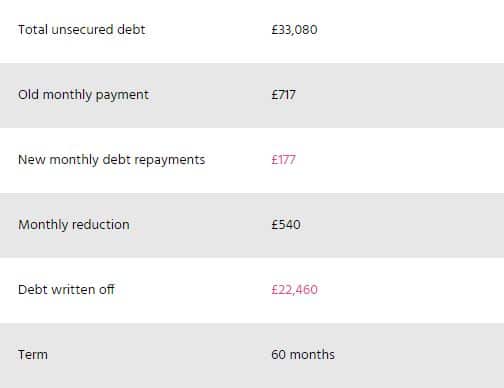 Total unsecured debt £33,080
Old monthly payment £717
New monthly debt repayments £177
Monthly reduction £540
Debt written off £22,460
Term 60 months